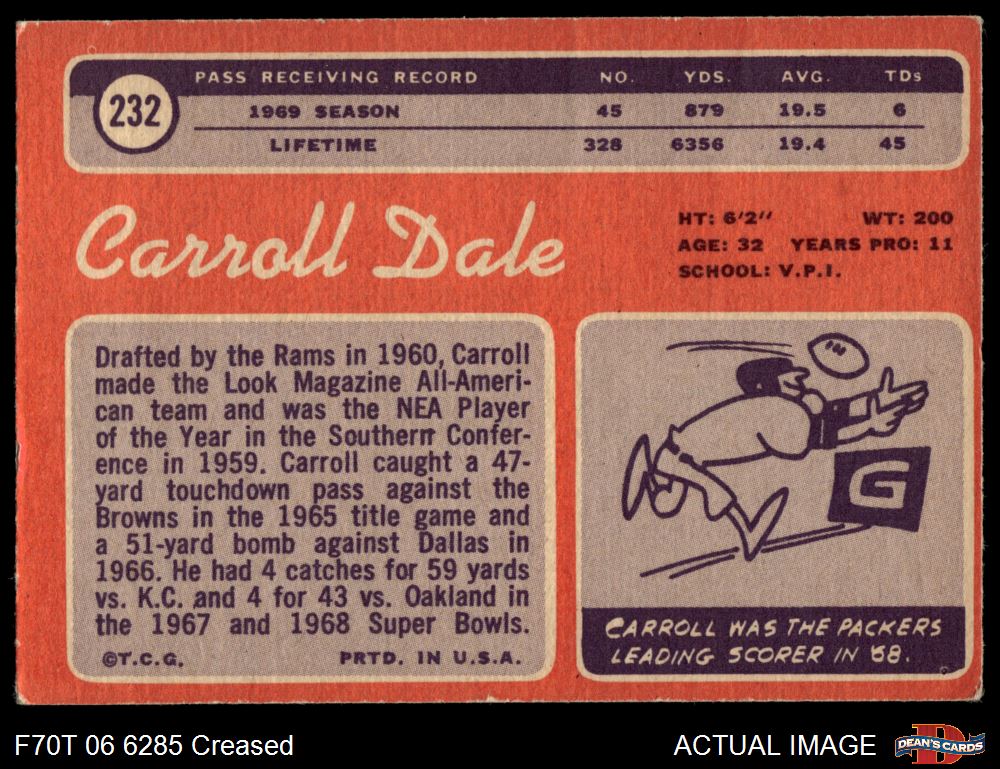 232
PASS RECEIVING RECORD NO. YDS. AVG. TDs
1969 SEASON 45 879 19.5 6
LIFETIME 328 6356 19.4 45
Carroll Dale
HT: 6'2" WT: 200
AGE: 32 YEARS PRO: 11
SCHOOL: V.P.I.
Drafted by the Rams in 1960, Carroll
made the Look Magazine All-Ameri-
can team and was the NEA Player
of the Year in the Southern Confer-
ence in 1959. Carroll caught a 47-
yard touchdown pass against the
Browns in the 1965 title game and
a 51-yard bomb against Dallas in
1966. He had 4 catches for 59 yards
vs. K.C. and 4 for 43 vs. Oakland in
the 1967 and 1968 Super Bowls.
©T.C.G. PRTD. IN U.S.A.
G
CARROLL WAS THE PACKERS
LEADING SCORER IN '68.
F70T 06 6285 Creased
ACTUAL IMAGE
D
DEAN'S CARDS